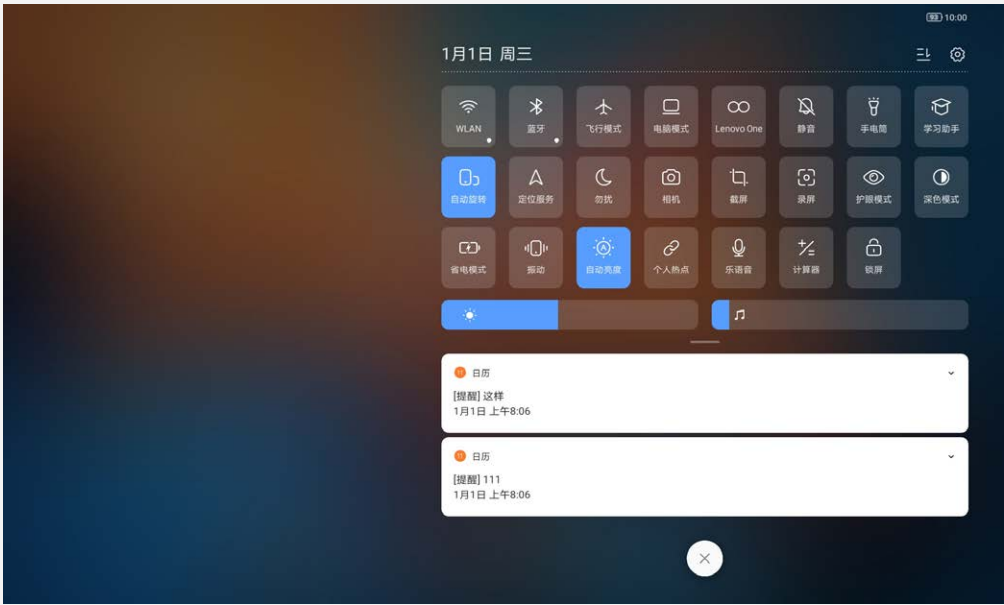 93 10:00
1月1日 周三
WLAN 蓝牙 飞行模式 电脑模式 Lenovo One 静音 手电筒 学习助手
自动旋转 定位服务 勿扰 相机 截屏 录屏 护眼模式 深色模式
省电模式 振动 自动亮度 个人热点 乐语音 计算器 锁屏
日历
[提醒] 这样
1月1日 上午8:06
日历
[提醒] 111
1月1日 上午8:06